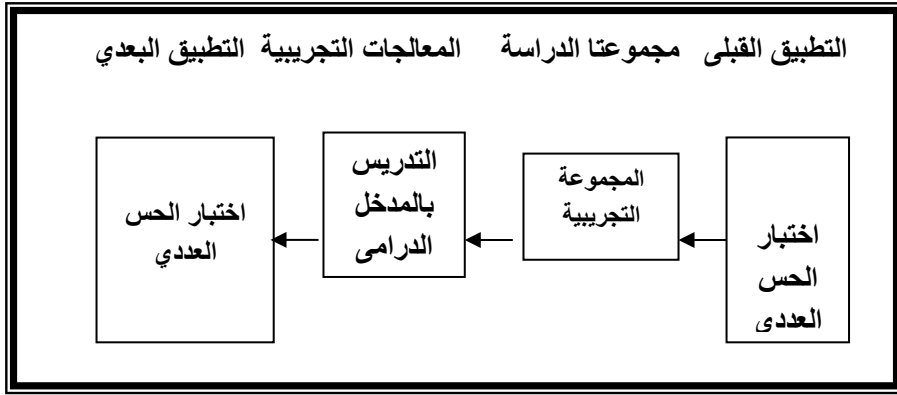 التطبيق القبلى مجموعتا الدراسة المعالجات التجريبية التطبيق البعدي
اختبار
الحس
العددى
المجموعة
التجريبية
التدريس
بالمدخل
الدرامى
اختبار الحس
العددي